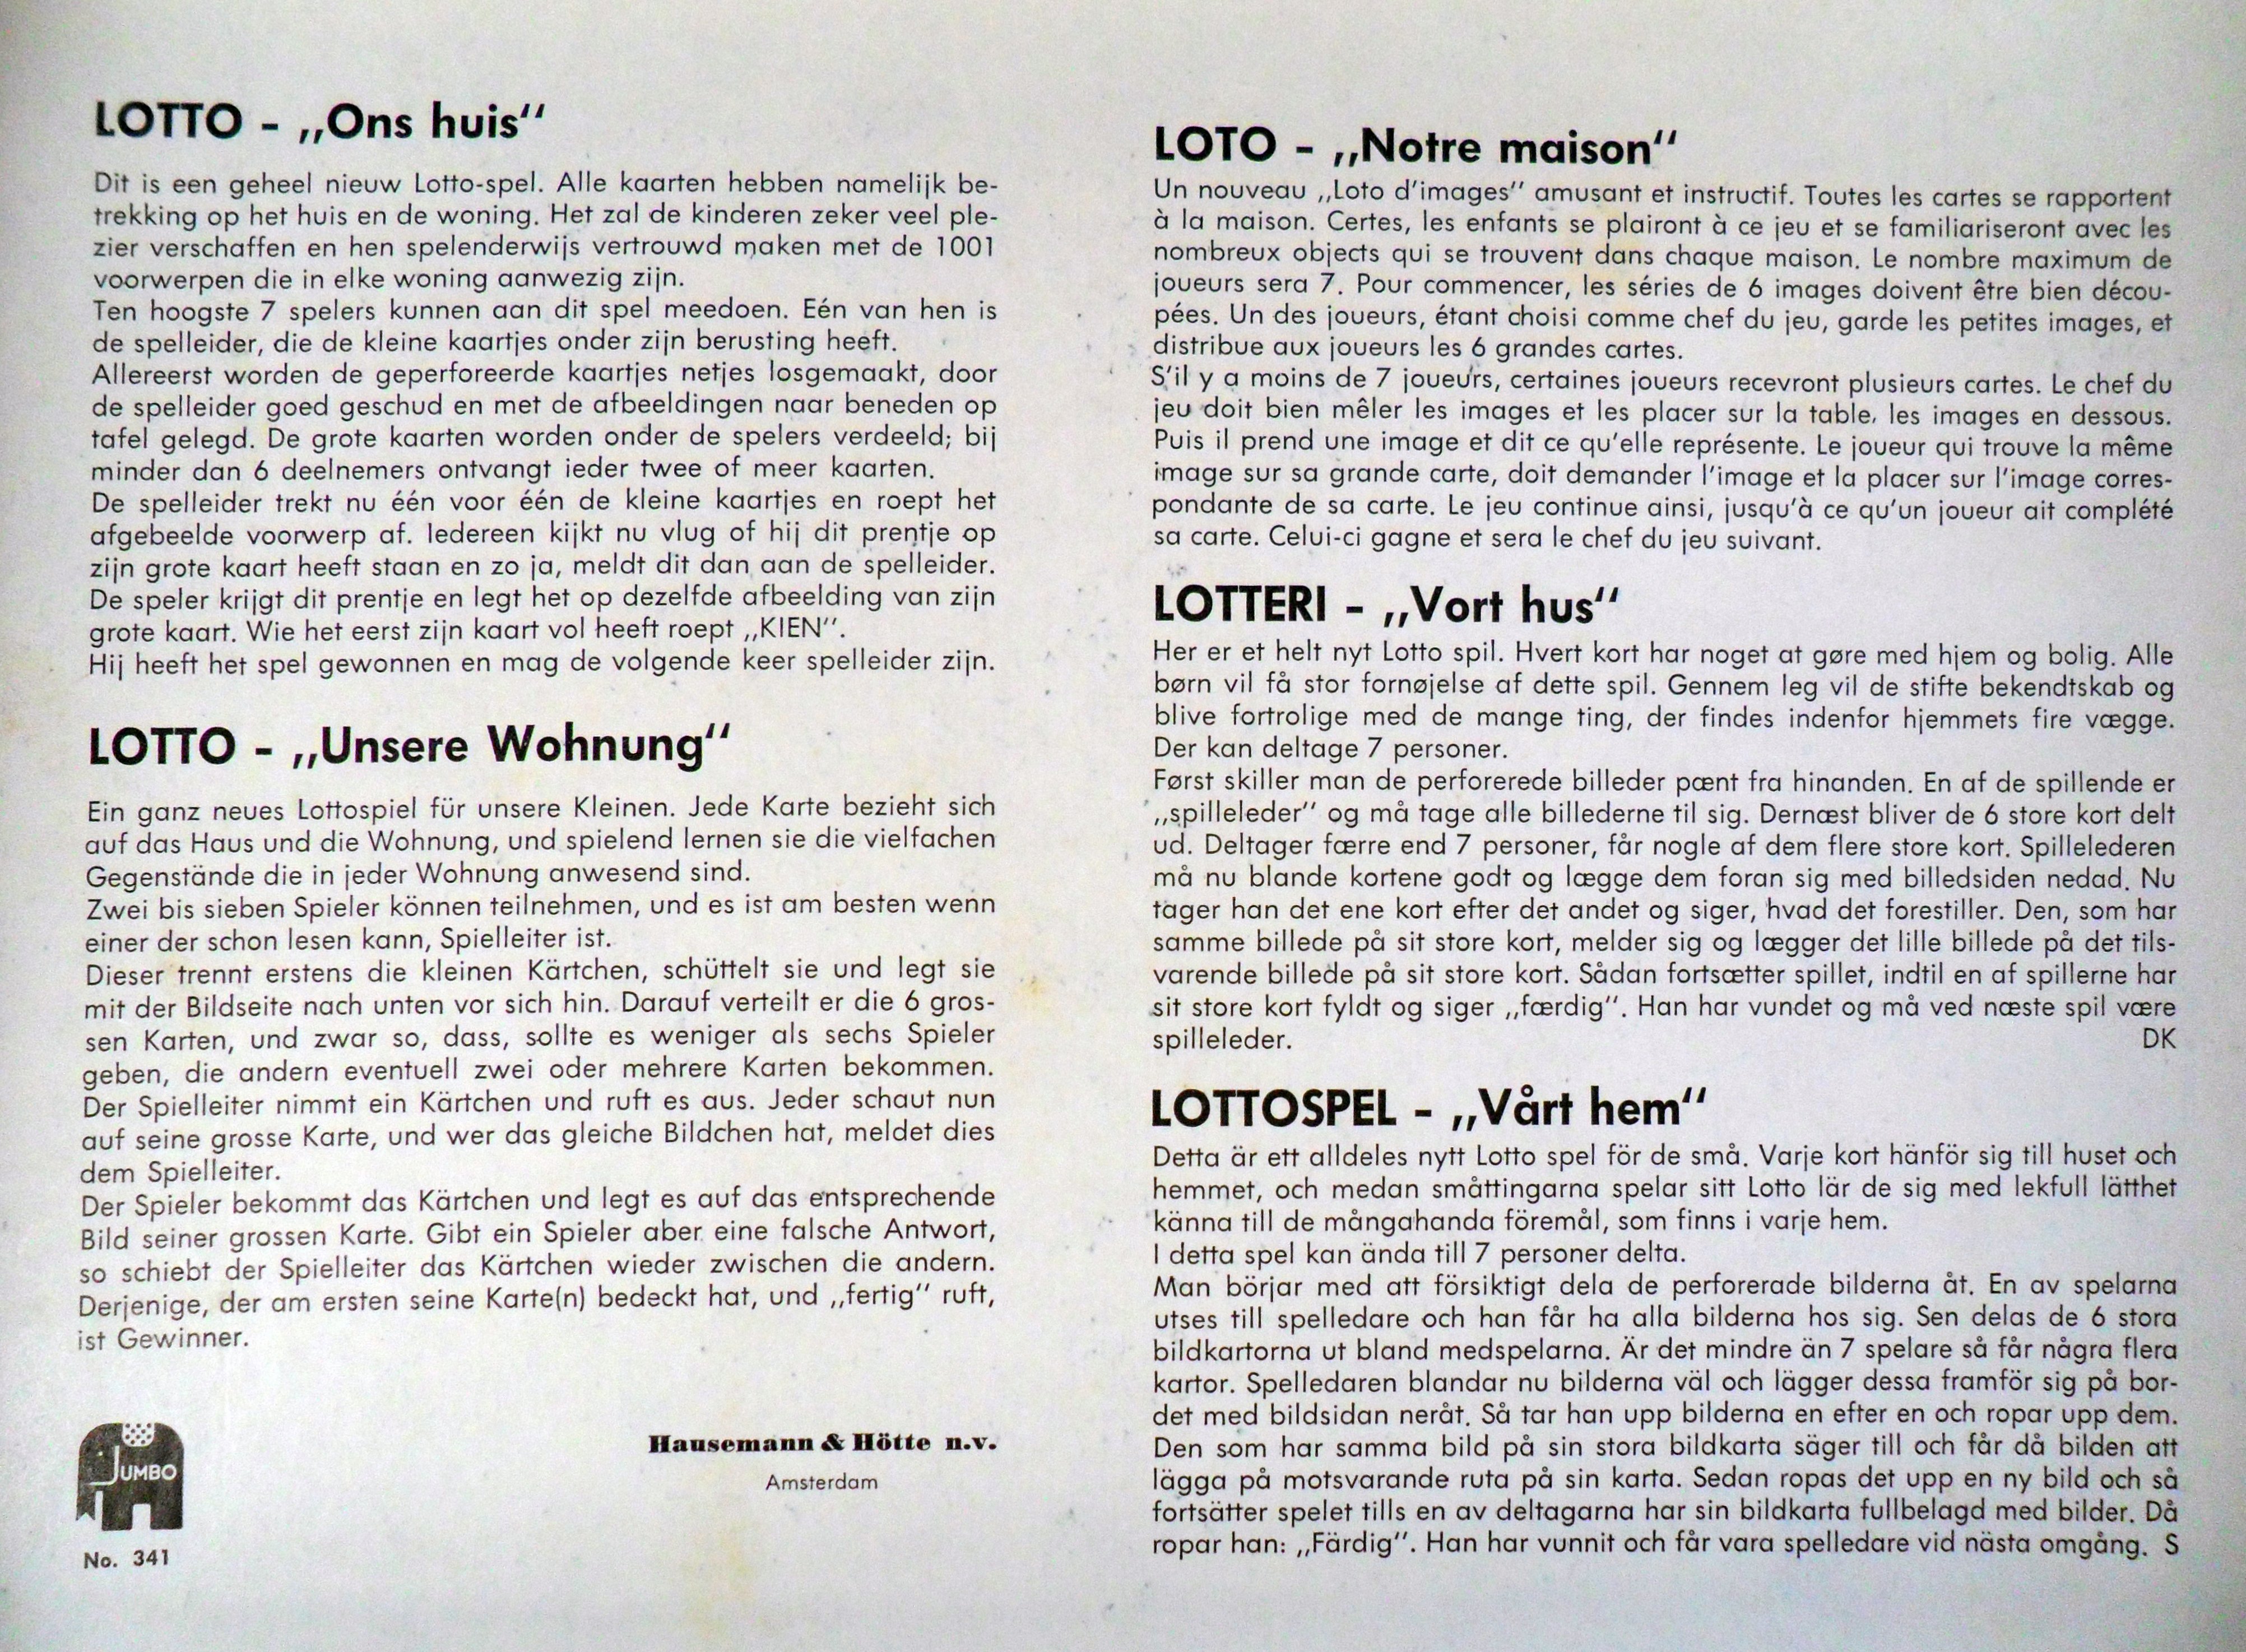 LOTTO - ,,Ons huis"
Dit is een geheel nieuw Lotto-spel. Alle kaarten hebben namelijk be-
trekking op het huis en de woning. Het zal de kinderen zeker veel ple-
zier verschaffen en hen spelenderwijs vertrouwd maken met de 1001
voorwerpen die in elke woning aanwezig zijn.
Ten hoogste 7 spelers kunnen aan dit spel meedoen. Eén van hen is
de spelleider, die de kleine kaartjes onder zijn berusting heeft.
Allereerst worden de geperforeerde kaartjes netjes losgemaakt, door
de spelleider goed geschud en met de afbeeldingen naar beneden op
tafel gelegd. De grote kaarten worden onder de spelers verdeeld; bij
minder dan 6 deelnemers ontvangt ieder twee of meer kaarten.
De spelleider trekt nu één voor één de kleine kaartjes en roept het
afgebeelde voorwerp af. Iedereen kijkt nu vlug of hij dit prentje op
zijn grote kaart heeft staan en zo ja, meldt dit dan aan de spelleider.
De speler krijgt dit prentje en legt het op dezelfde afbeelding van zijn
grote kaart. Wie het eerst zijn kaart vol heeft roept ,,KIEN".
Hij heeft het spel gewonnen en mag de volgende keer spelleider zijn.
LOTTO - ,,Unsere Wohnung"
Ein ganz neues Lottospiel für unsere Kleinen. Jede Karte bezieht sich
auf das Haus und die Wohnung, und spielend lernen sie die vielfachen
Gegenstände die in jeder Wohnung anwesend sind.
Zwei bis sieben Spieler können teilnehmen, und es ist am besten wenn
einer der schon lesen kann, Spielleiter ist.
Dieser trennt erstens die kleinen Kärtchen, schüttelt sie und legt sie
mit der Bildseite nach unten vor sich hin. Darauf verteilt er die 6 gros-
sen Karten, und zwar so, dass, sollte es weniger als sechs Spieler
geben, die andern eventuell zwei oder mehrere Karten bekommen.
Der Spielleiter nimmt ein Kärtchen und ruft es aus. Jeder schaut nun
auf seine grosse Karte, und wer das gleiche Bildchen hat, meldet dies
dem Spielleiter.
Der Spieler bekommt das Kärtchen und legt es auf das entsprechende
Bild seiner grossen Karte. Gibt ein Spieler aber eine falsche Antwort,
so schiebt der Spielleiter das Kärtchen wieder zwischen die andern.
Derjenige, der am ersten seine Karte(n) bedeckt hat, und ,,fertig" ruft,
ist Gewinner.
JUMBO
No. 341
Hausemann & Hötte n.v.
Amsterdam
LOTO - ,,Notre maison"
Un nouveau ,,Loto d'images" amusant et instructif. Toutes les cartes se rapportent
à la maison. Certes, les enfants se plairont à ce jeu et se familiariseront avec les
nombreux objects qui se trouvent dans chaque maison. Le nombre maximum de
joueurs sera 7. Pour commencer, les séries de 6 images doivent être bien décou-
pées. Un des joueurs, étant choisi comme chef du jeu, garde les petites images, et
distribue aux joueurs les 6 grandes cartes.
S'il y a moins de 7 joueurs, certaines joueurs recevront plusieurs cartes. Le chef du
jeu doit bien mêler les images et les placer sur la table, les images en dessous.
Puis il prend une image et dit ce qu'elle représente. Le joueur qui trouve la même
image sur sa grande carte, doit demander l'image et la placer sur l'image corres-
pondante de sa carte. Le jeu continue ainsi, jusqu'à ce qu'un joueur ait complété
sa carte. Celui-ci gagne et sera le chef du jeu suivant.
LOTTERI - ,,Vort hus"
Her er et helt nyt Lotto spil. Hvert kort har noget at gøre med hjem og bolig. Alle
børn vil få stor fornøjelse af dette spil. Gennem leg vil de stifte bekendtskab og
blive fortrolige med de mange ting, der findes indenfor hjemmets fire vægge.
Der kan deltage 7 personer.
Først skiller man de perforerede billeder pænt fra hinanden. En af de spillende er
,,spilleleder" og må tage alle billederne til sig. Dernæst bliver de 6 store kort delt
ud. Deltager færre end 7 personer, får nogle af dem flere store kort. Spillelederen
må nu blande kortene godt og lægge dem foran sig med billedsiden nedad. Nu
tager han det ene kort efter det andet og siger, hvad det forestiller. Den, som har
samme billede på sit store kort, melder sig og lægger det lille billede på det tils-
varende billede på sit store kort. Sådan fortsætter spillet, indtil en af spillerne har
sit store kort fyldt og siger ,,færdig". Han har vundet og må ved næste spil være
spilleleder. DK
LOTTOSPEL - ,,Vårt hem"
Detta är ett alldeles nytt Lotto spel för de små. Varje kort hänför sig till huset och
hemmet, och medan småttingarna spelar sitt Lotto lär de sig med lekfull lätthet
känna till de mångahanda föremål, som finns i varje hem.
I detta spel kan ända till 7 personer delta.
Man börjar med att försiktigt dela de perforerade bilderna åt. En av spelarna
utses till spelledare och han får ha alla bilderna hos sig. Sen delas de 6 stora
bildkartorna ut bland medspelarna. Är det mindre än 7 spelare så får några flera
kartor. Spelledaren blandar nu bilderna väl och lägger dessa framför sig på bor-
det med bildsidan neråt. Så tar han upp bilderna en efter en och ropar upp dem.
Den som har samma bild på sin stora bildkarta säger till och får då bilden att
lägga på motsvarande ruta på sin karta. Sedan ropas det upp en ny bild och så
fortsätter spelet tills en av deltagarna har sin bildkarta fullbelagd med bilder. Då
ropar han: ,,Färdig". Han har vunnit och får vara spelledare vid nästa omgång. S